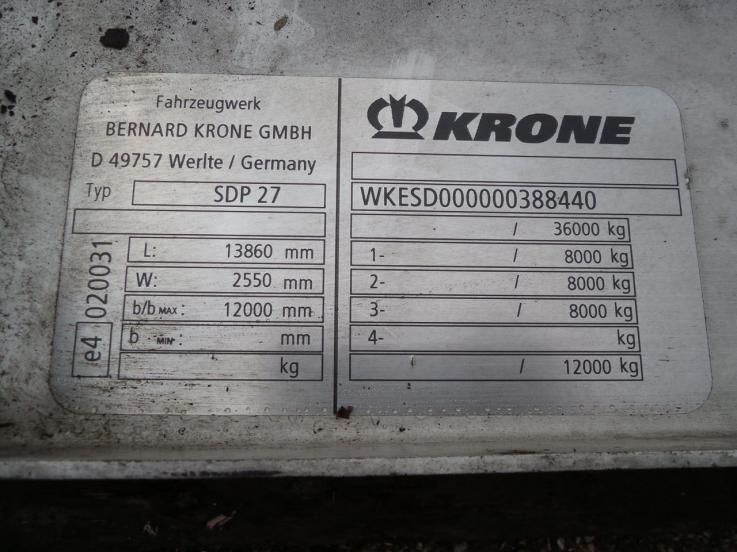 Fahrzeugwerk
BERNARD KRONE GMBH
D 49757 Werlte / Germany
Typ SDP 27
L: 13860 mm
W: 2550 mm
b/b MAX : 12000 mm
b MIN : mm
kg
e4 020031
KRONE
WKESD000000388440
/ 36000 kg
1- / 8000 kg
2- / 8000 kg
3- / 8000 kg
4- kg
/ 12000 kg